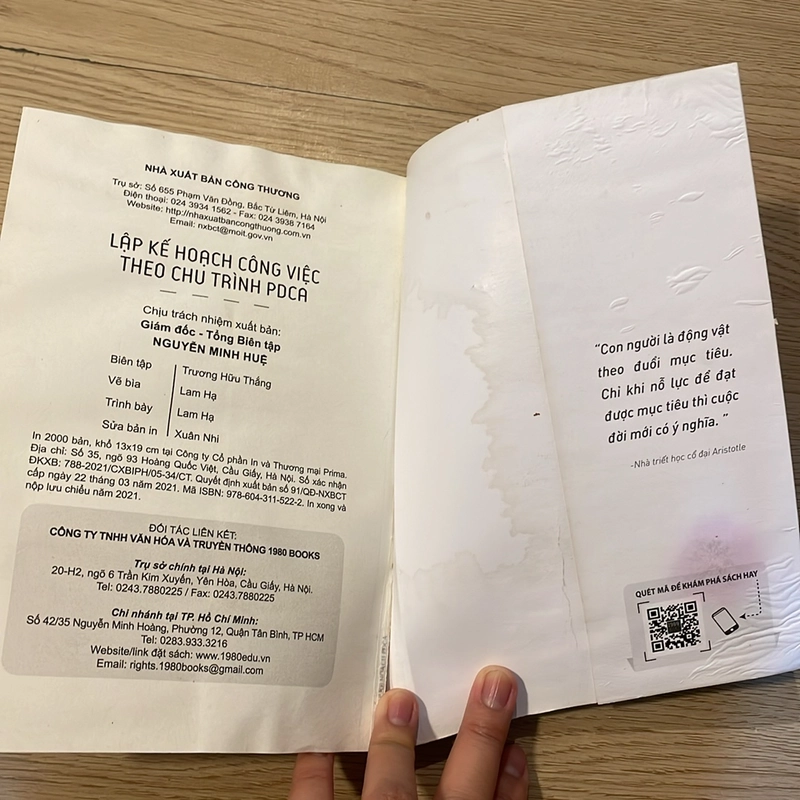 NHÀ XUẤT BẢN CÔNG THƯƠNG
Trụ sở: Số 655 Phạm Văn Đồng, Bắc Từ Liêm, Hà Nội
Điện thoại: 024 3934 1562 - Fax: 024 3938 7164
Website: http://nhaxuatbancongthuong.com.vn
Email: nxbct@moit.gov.vn
LẬP KẾ HOẠCH CÔNG VIỆC
THEO CHU TRÌNH PDCA
Chịu trách nhiệm xuất bản:
Giám đốc - Tổng Biên tập
NGUYỄN MINH HUỆ
Biên tập Trương Hữu Thắng
Vẽ bìa Lam Hạ
Trình bày Lam Hạ
Sửa bản in Xuân Nhi
In 2000 bản, khổ 13x19 cm tại Công ty Cổ phần In và Thương mại Prima.
Địa chỉ: Số 35, ngõ 93 Hoàng Quốc Việt, Cầu Giấy, Hà Nội. Số xác nhận
ĐKXB: 788-2021/CXBIPH/05-34/CT. Quyết định xuất bản số 91/QĐ-NXBCT
cấp ngày 22 tháng 03 năm 2021. Mã ISBN: 978-604-311-522-2. In xong và
nộp lưu chiểu năm 2021.
ĐỐI TÁC LIÊN KẾT:
CÔNG TY TNHH VĂN HÓA VÀ TRUYỀN THÔNG 1980 BOOKS
Trụ sở chính tại Hà Nội:
20-H2, ngõ 6 Trần Kim Xuyến, Yên Hòa, Cầu Giấy, Hà Nội.
Tel: 0243.7880225 / Fax: 0243.7880225
Chi nhánh tại TP. Hồ Chí Minh:
Số 42/35 Nguyễn Minh Hoàng, Phường 12, Quận Tân Bình, TP HCM
Tel: 0283.933.3216
Website/link đặt sách: www.1980edu.vn
Email: rights.1980books@gmail.com
“Con người là động vật
theo đuổi mục tiêu.
Chỉ khi nỗ lực để đạt
được mục tiêu thì cuộc
đời mới có ý nghĩa. ”
-Nhà triết học cổ đại Aristotle
QUÉT MÃ ĐỂ KHÁM PHÁ SÁCH HAY